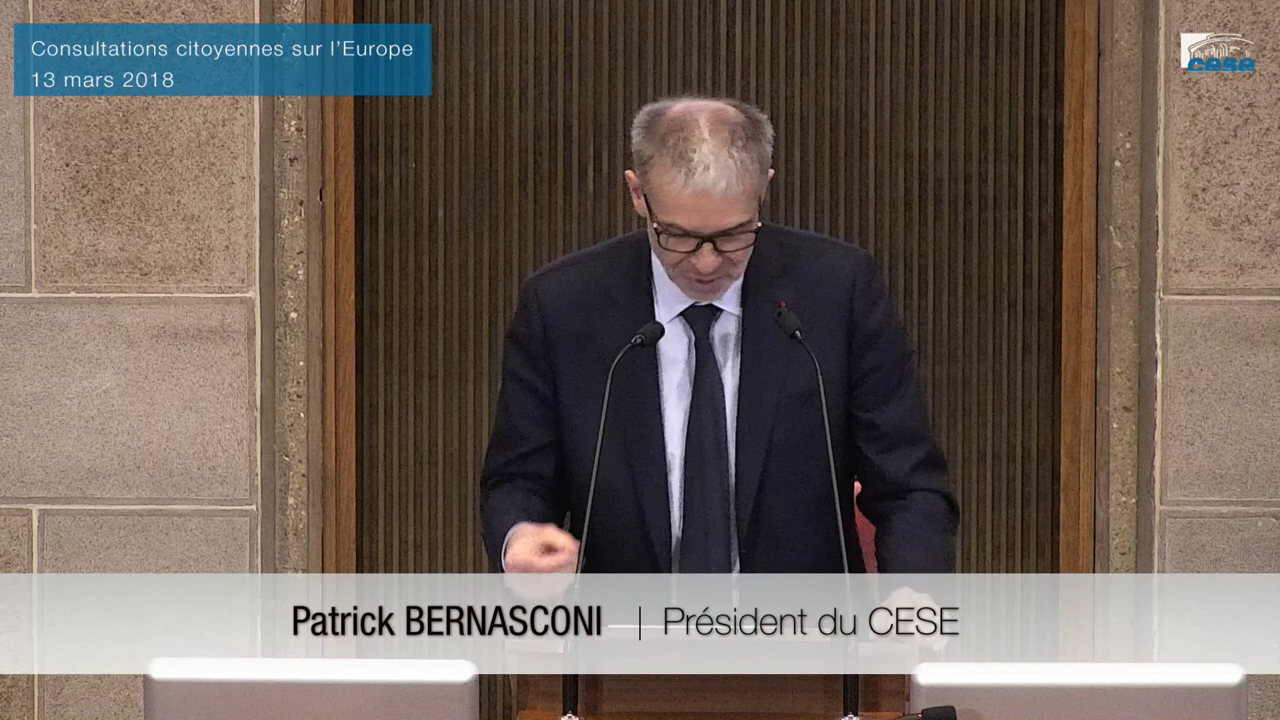 Consultations citoyennes sur l'Europe
13 mars 2018
cese
Patrick BERNASCONI | Président du CESE